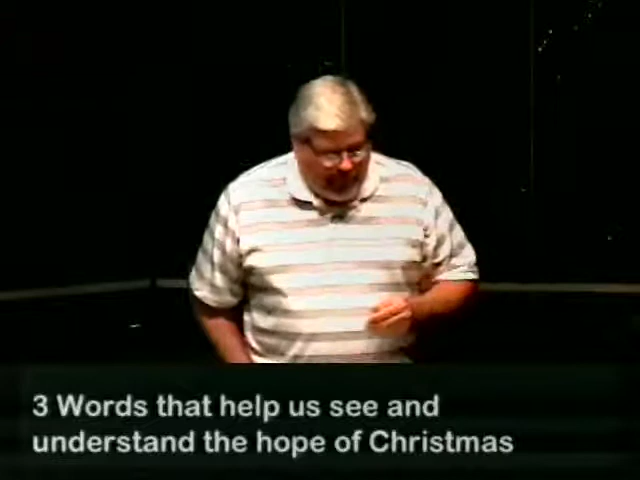 3 Words that help us see and
understand the hope of Christmas